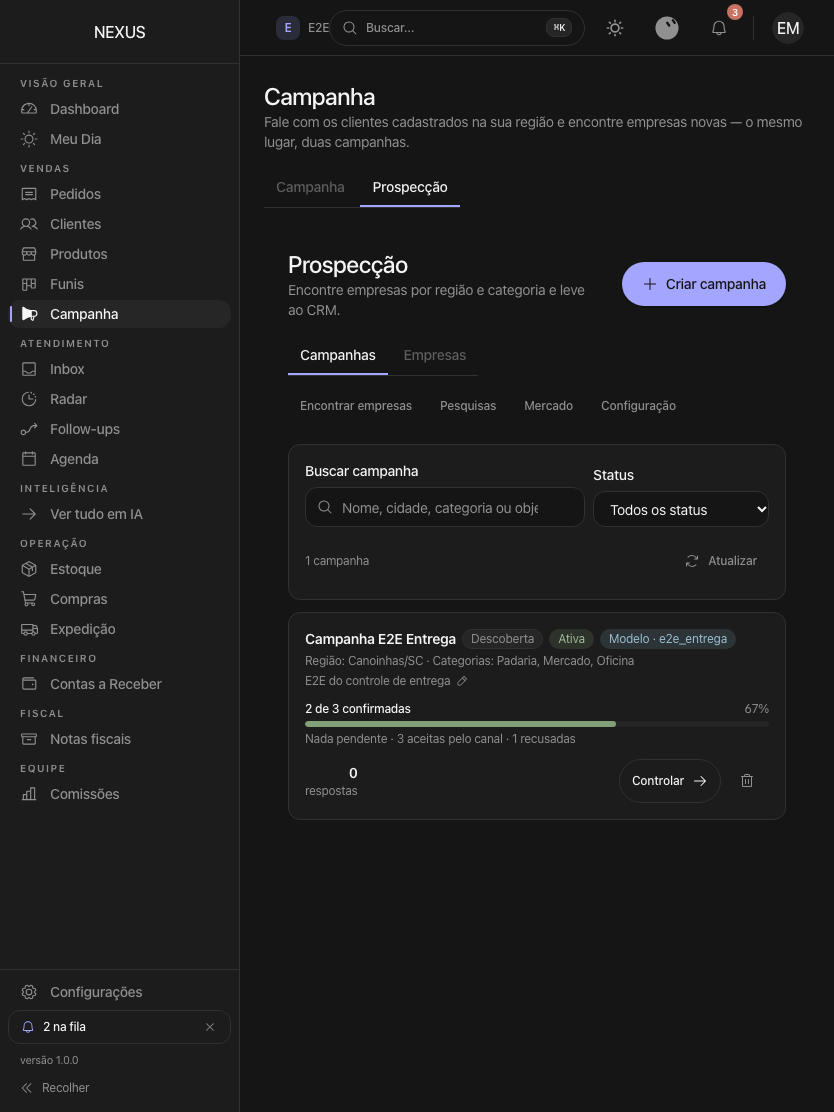 NEXUS
VISÃO GERAL
Dashboard
Meu Dia
VENDAS
Pedidos
Clientes
Produtos
Funis
Campanha
ATENDIMENTO
Inbox
Radar
Follow-ups
Agenda
INTELIGÊNCIA
Ver tudo em IA
OPERAÇÃO
Estoque
Compras
Expedição
FINANCEIRO
Contas a Receber
FISCAL
Notas fiscais
EQUIPE
Comissões
Configurações
2 na fila
versão 1.0.0
Recolher
E E2E Buscar... ⌘K 3 EM
Campanha
Fale com os clientes cadastrados na sua região e encontre empresas novas — o mesmo
lugar, duas campanhas.
Campanha Prospecção
Prospecção
Encontre empresas por região e categoria e leve
ao CRM.
Criar campanha
Campanhas Empresas
Encontrar empresas Pesquisas Mercado Configuração
Buscar campanha Status
Nome, cidade, categoria ou obje Todos os status
1 campanha Atualizar
Campanha E2E Entrega Descoberta Ativa Modelo · e2e_entrega
Região: Canoinhas/SC · Categorias: Padaria, Mercado, Oficina
E2E do controle de entrega
2 de 3 confirmadas 67%
Nada pendente · 3 aceitas pelo canal · 1 recusadas
0
respostas
Controlar